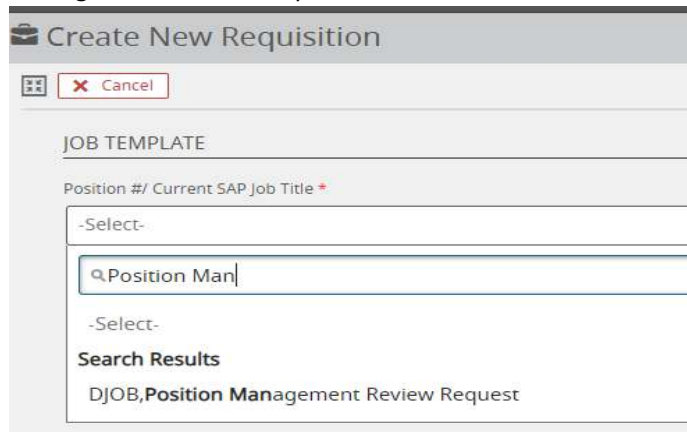 Create New Requisition
Cancel
JOB TEMPLATE
Position #/ Current SAP Job Title *
-Select-
Position Man
-Select-
Search Results
DJOB,Position Management Review Request